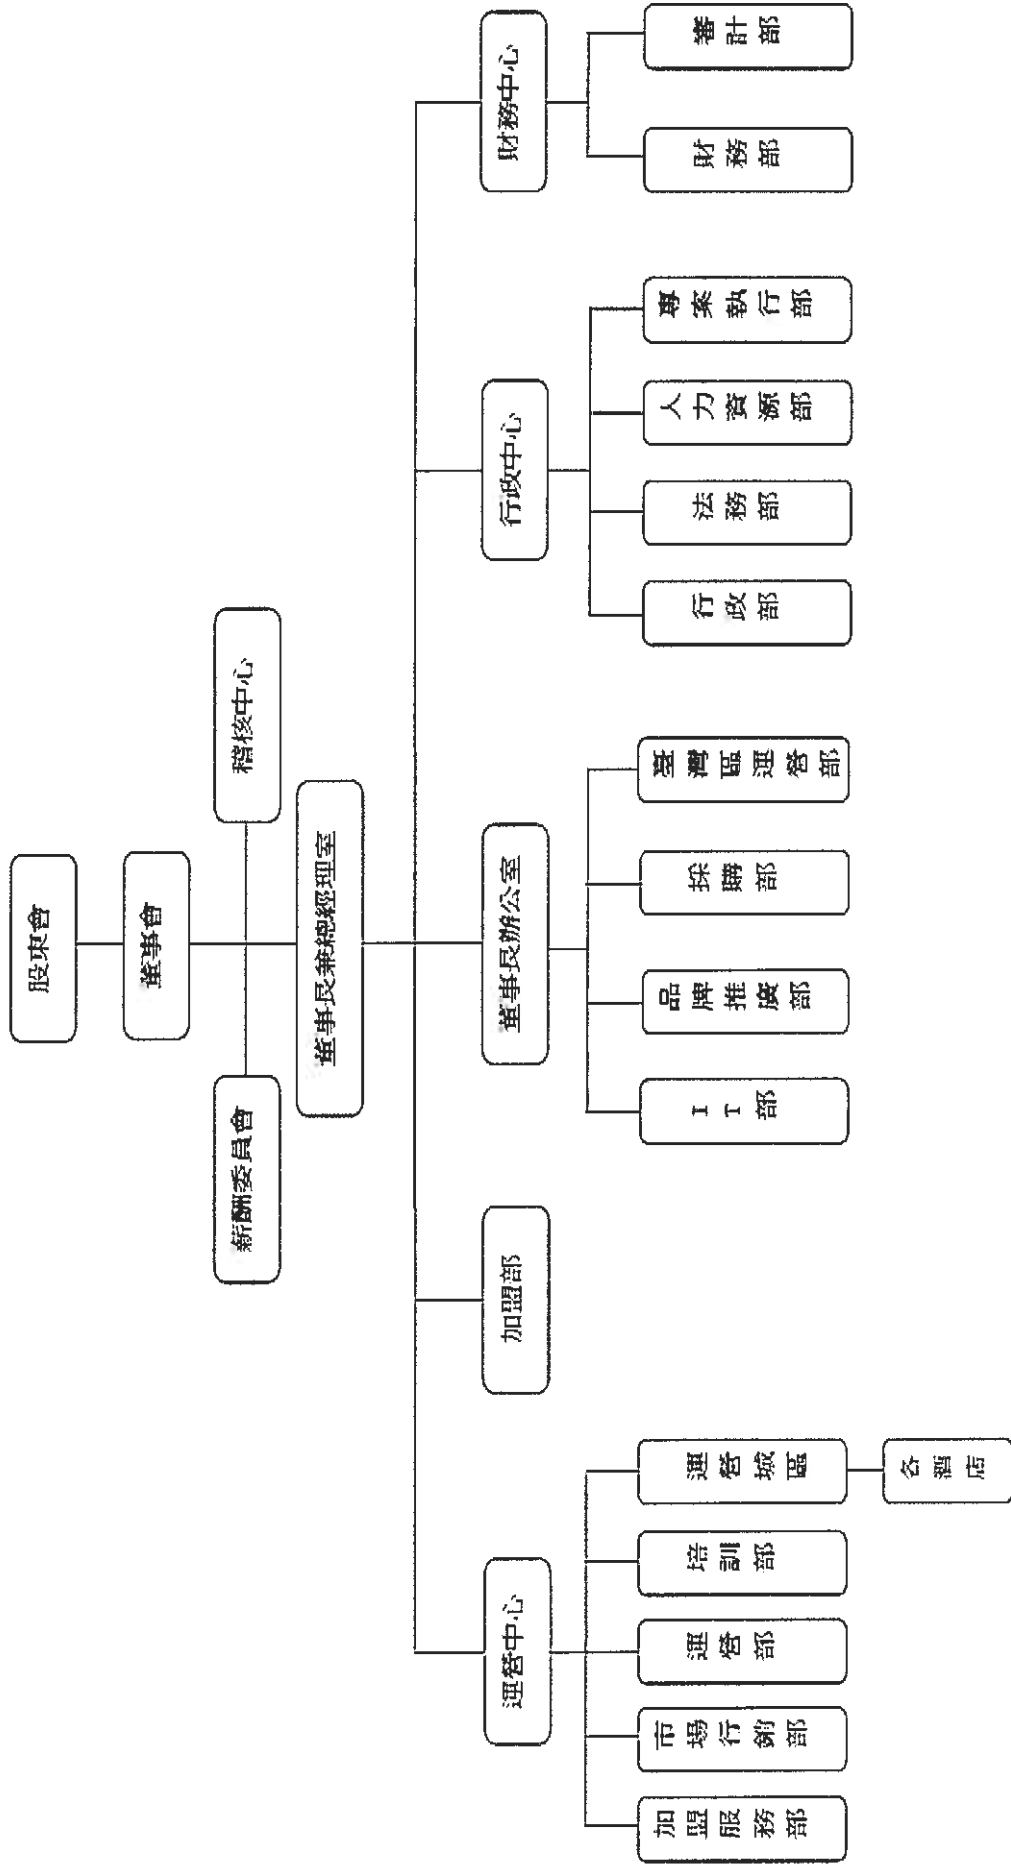 股東會
董事會
薪酬委員會
稽核中心
董事長兼總經理室
運營中心
加盟部
董事長辦公室
行政中心
財務中心
加盟服務部
市場行銷部
運營部
培訓部
運營城區
IT部
品牌推廣部
採購部
臺灣區運營部
行政部
法務部
人力資源部
專案執行部
財務部
審計部
各酒店